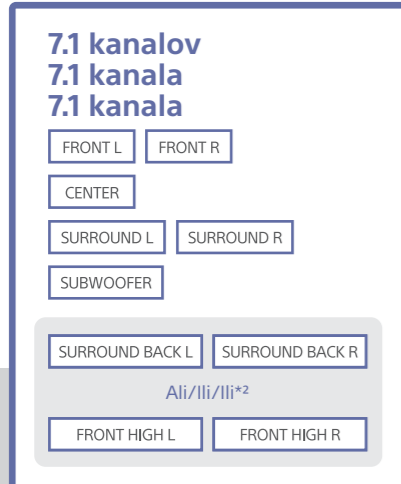 7.1 kanalov
7.1 kanala
7.1 kanala
FRONT L FRONT R
CENTER
SURROUND L SURROUND R
SUBWOOFER
SURROUND BACK L SURROUND BACK R
Ali/Ili/Ili*²
FRONT HIGH L FRONT HIGH R